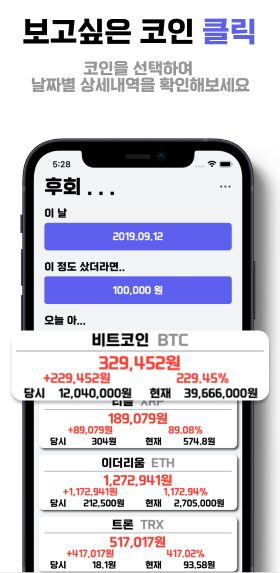 보고싶은 코인 클릭
코인을 선택하여
날짜별 상세내역을 확인해보세요
5:28
후회 . . .
이 날
2019.09.12
이 정도 샀더라면..
100,000 원
오늘 아...
비트코인 BTC
329,452원
+229,452원 229.45%
당시 12,040,000원 현재 39,666,000원
리플 XRP
189,079원
+89,079원 89.08%
당시 304원 현재 574.8원
이더리움 ETH
1,272,941원
+1,172,941원 1,172.94%
당시 212,500원 현재 2,705,000원
트론 TRX
517,017원
+417,017원 417.02%
당시 18.1원 현재 93.58원